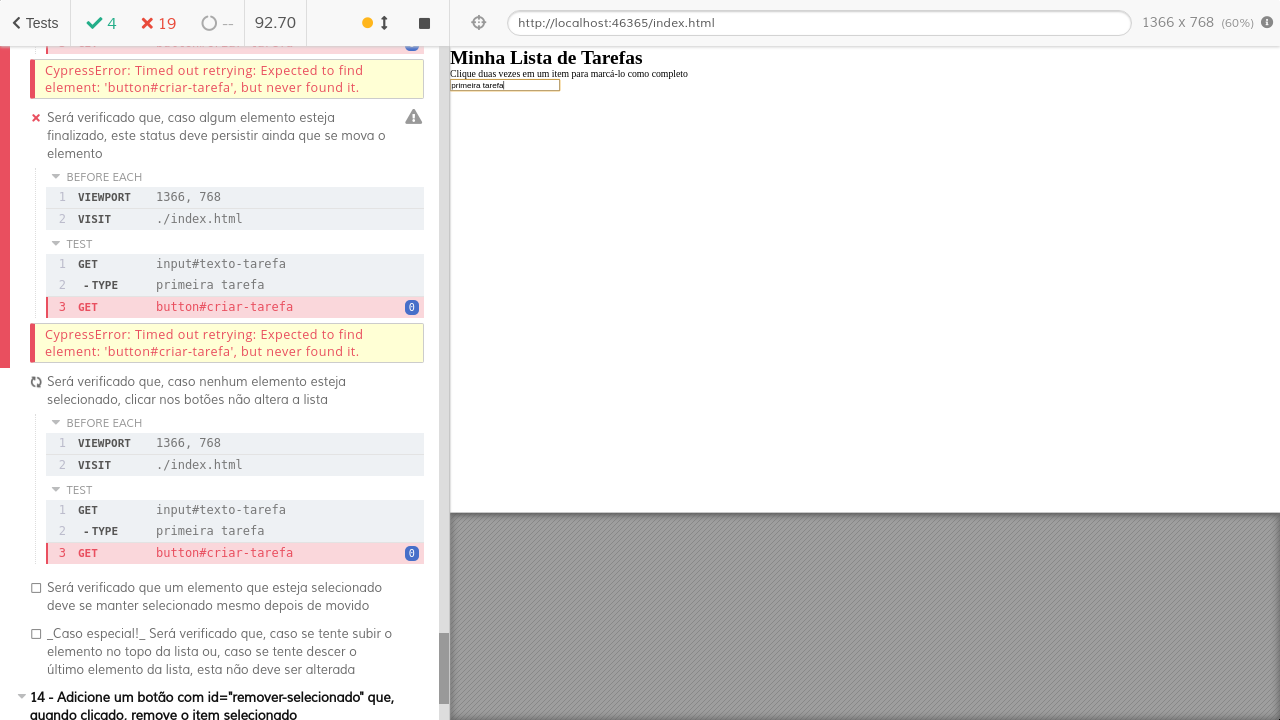 Tests
4
19
--
92.70
http://localhost:46365/index.html
1366 x 768 (60%)
CypressError: Timed out retrying: Expected to find
element: 'button#criar-tarefa', but never found it.
Será verificado que, caso algum elemento esteja
finalizado, este status deve persistir ainda que se mova o
elemento
BEFORE EACH
1 VIEWPORT 1366, 768
2 VISIT ./index.html
TEST
1 GET input#texto-tarefa
2 -TYPE primeira tarefa
3 GET button#criar-tarefa 0
CypressError: Timed out retrying: Expected to find
element: 'button#criar-tarefa', but never found it.
Será verificado que, caso nenhum elemento esteja
selecionado, clicar nos botões não altera a lista
BEFORE EACH
1 VIEWPORT 1366, 768
2 VISIT ./index.html
TEST
1 GET input#texto-tarefa
2 -TYPE primeira tarefa
3 GET button#criar-tarefa 0
Será verificado que um elemento que esteja selecionado
deve se manter selecionado mesmo depois de movido
_Caso especial!_ Será verificado que, caso se tente subir o
elemento no topo da lista ou, caso se tente descer o
último elemento da lista, esta não deve ser alterada
14 - Adicione um botão com id="remover-selecionado" que,
quando clicado, remove o item selecionado
Minha Lista de Tarefas
Clique duas vezes em um item para marcá-lo como completo
primeira tarefa